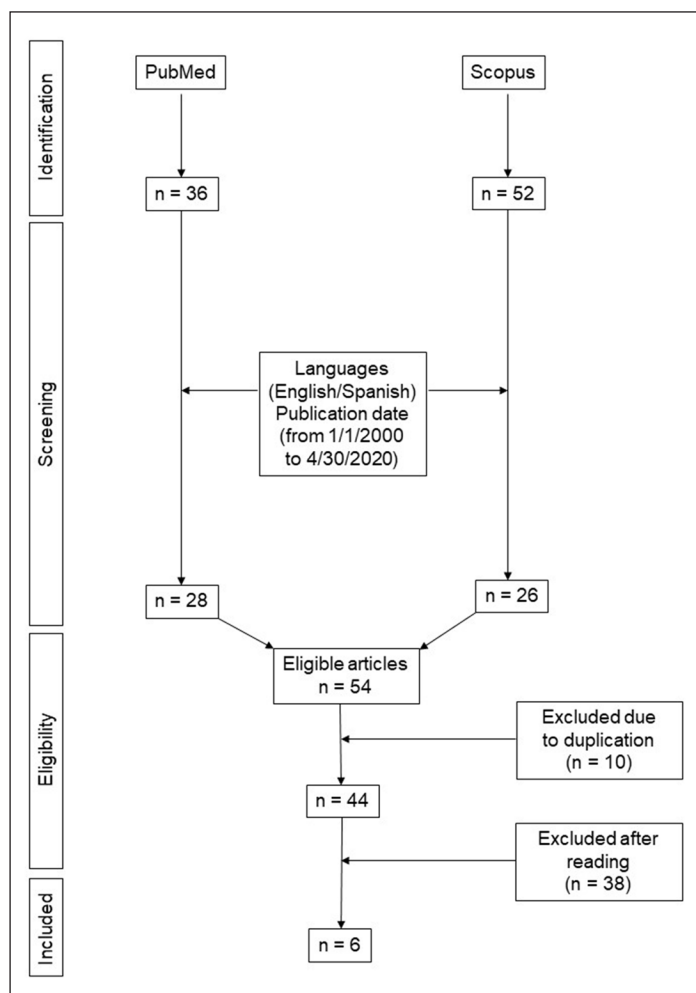 Identification
PubMed
Scopus
n = 36
n = 52
Screening
Languages
(English/Spanish)
Publication date
(from 1/1/2000
to 4/30/2020)
n = 28
n = 26
Eligibility
Eligible articles
n = 54
Excluded due
to duplication
(n = 10)
n = 44
Excluded after
reading
(n = 38)
Included
n = 6